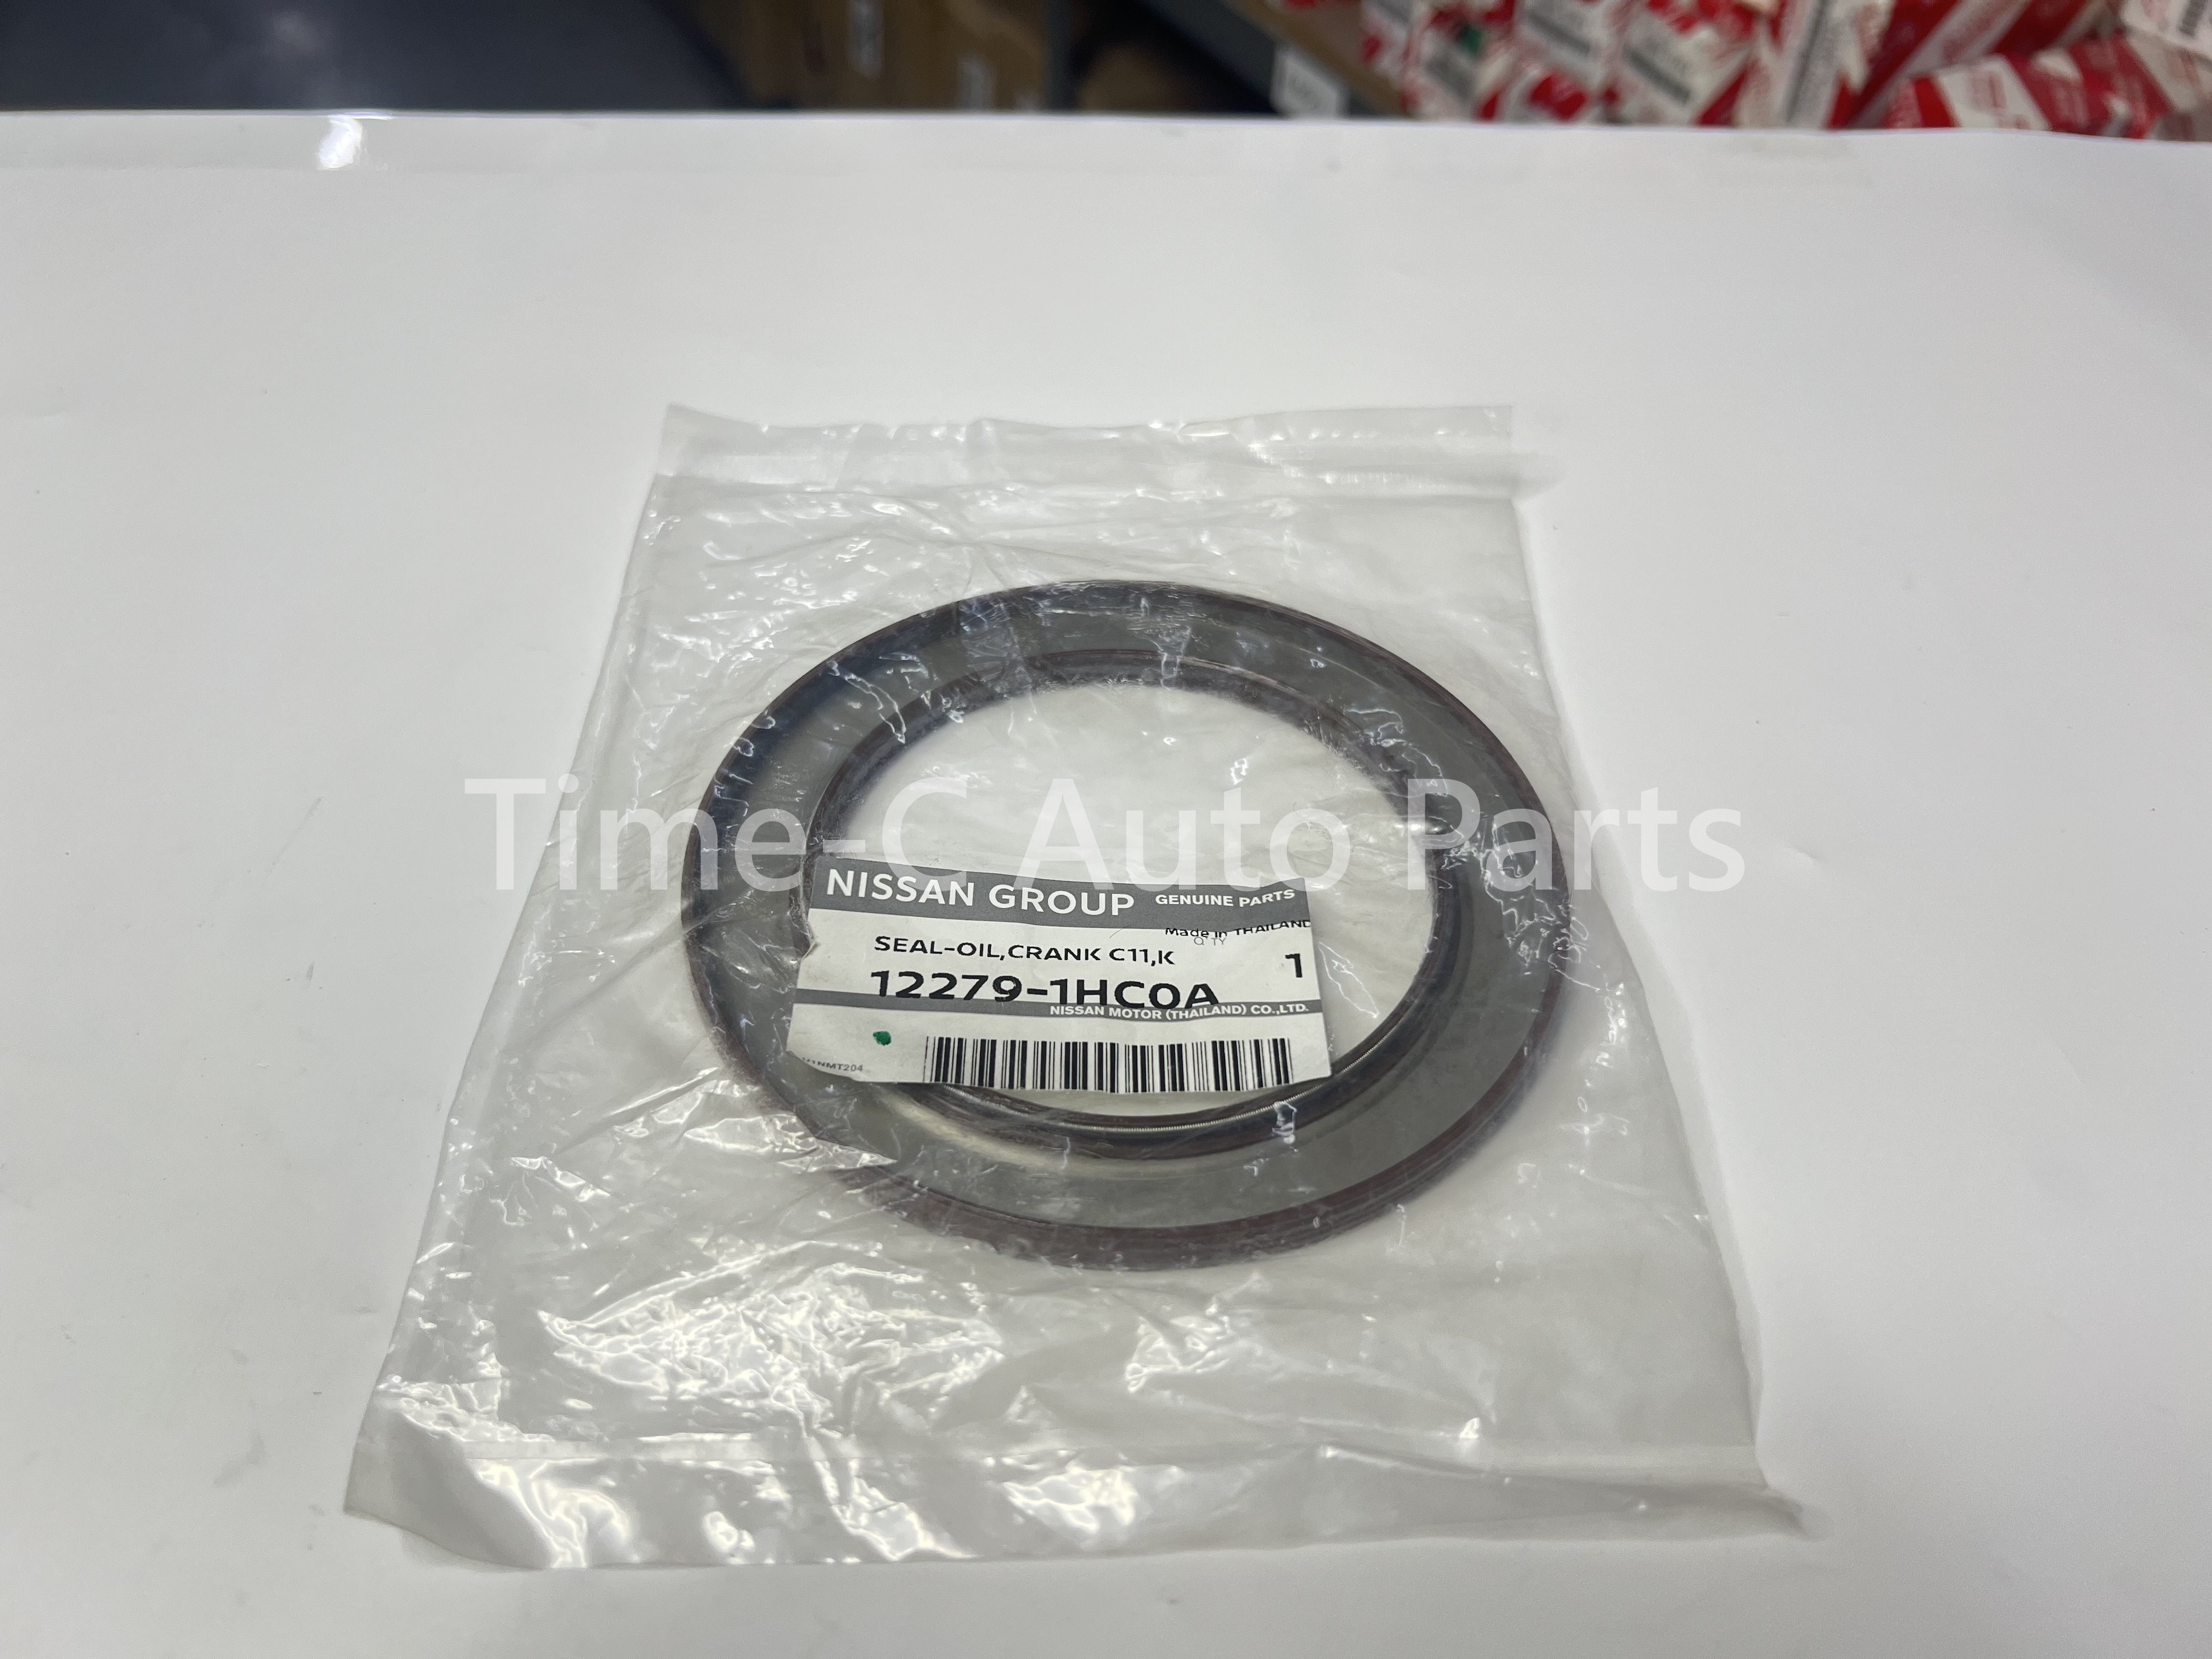 Time-C Auto Parts
NISSAN GROUP GENUINE PARTS
Made in THAILAND
Q'TY
SEAL-OIL,CRANK C11,K
1
12279-1HC0A
NISSAN MOTOR (THAILAND) CO.,LTD.